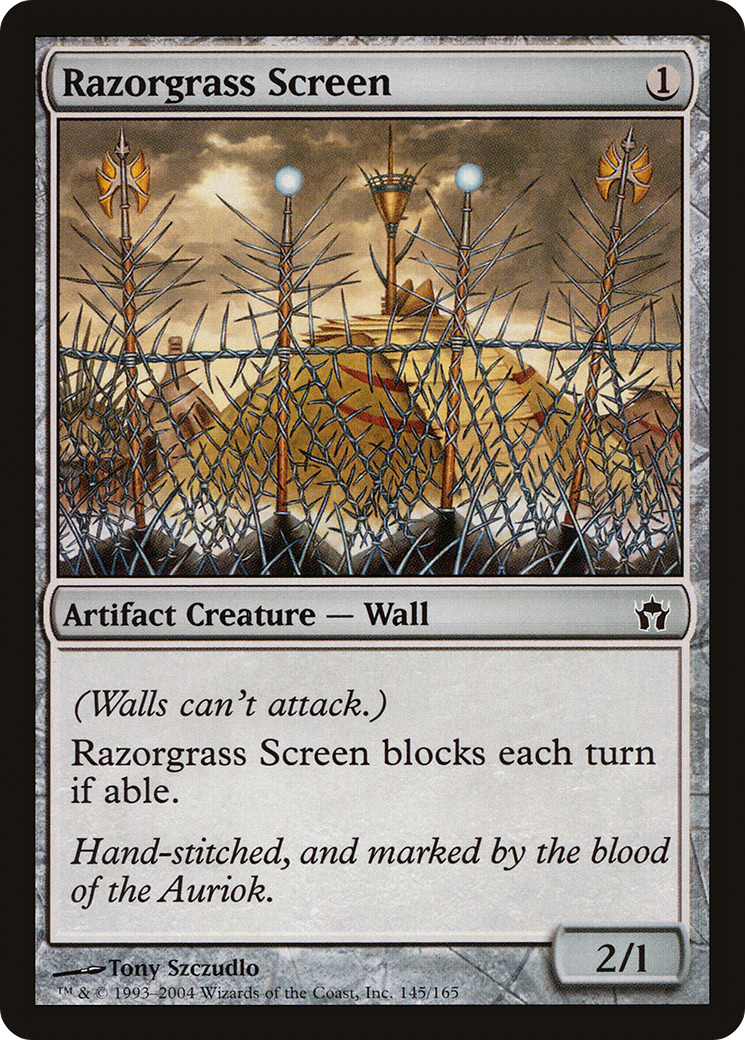 Razorgrass Screen 1
Artifact Creature — Wall
(Walls can't attack.)
Razorgrass Screen blocks each turn
if able.
Hand-stitched, and marked by the blood
of the Auriok.
2/1
Tony Szczudlo
™ & © 1993–2004 Wizards of the Coast, Inc. 145/165